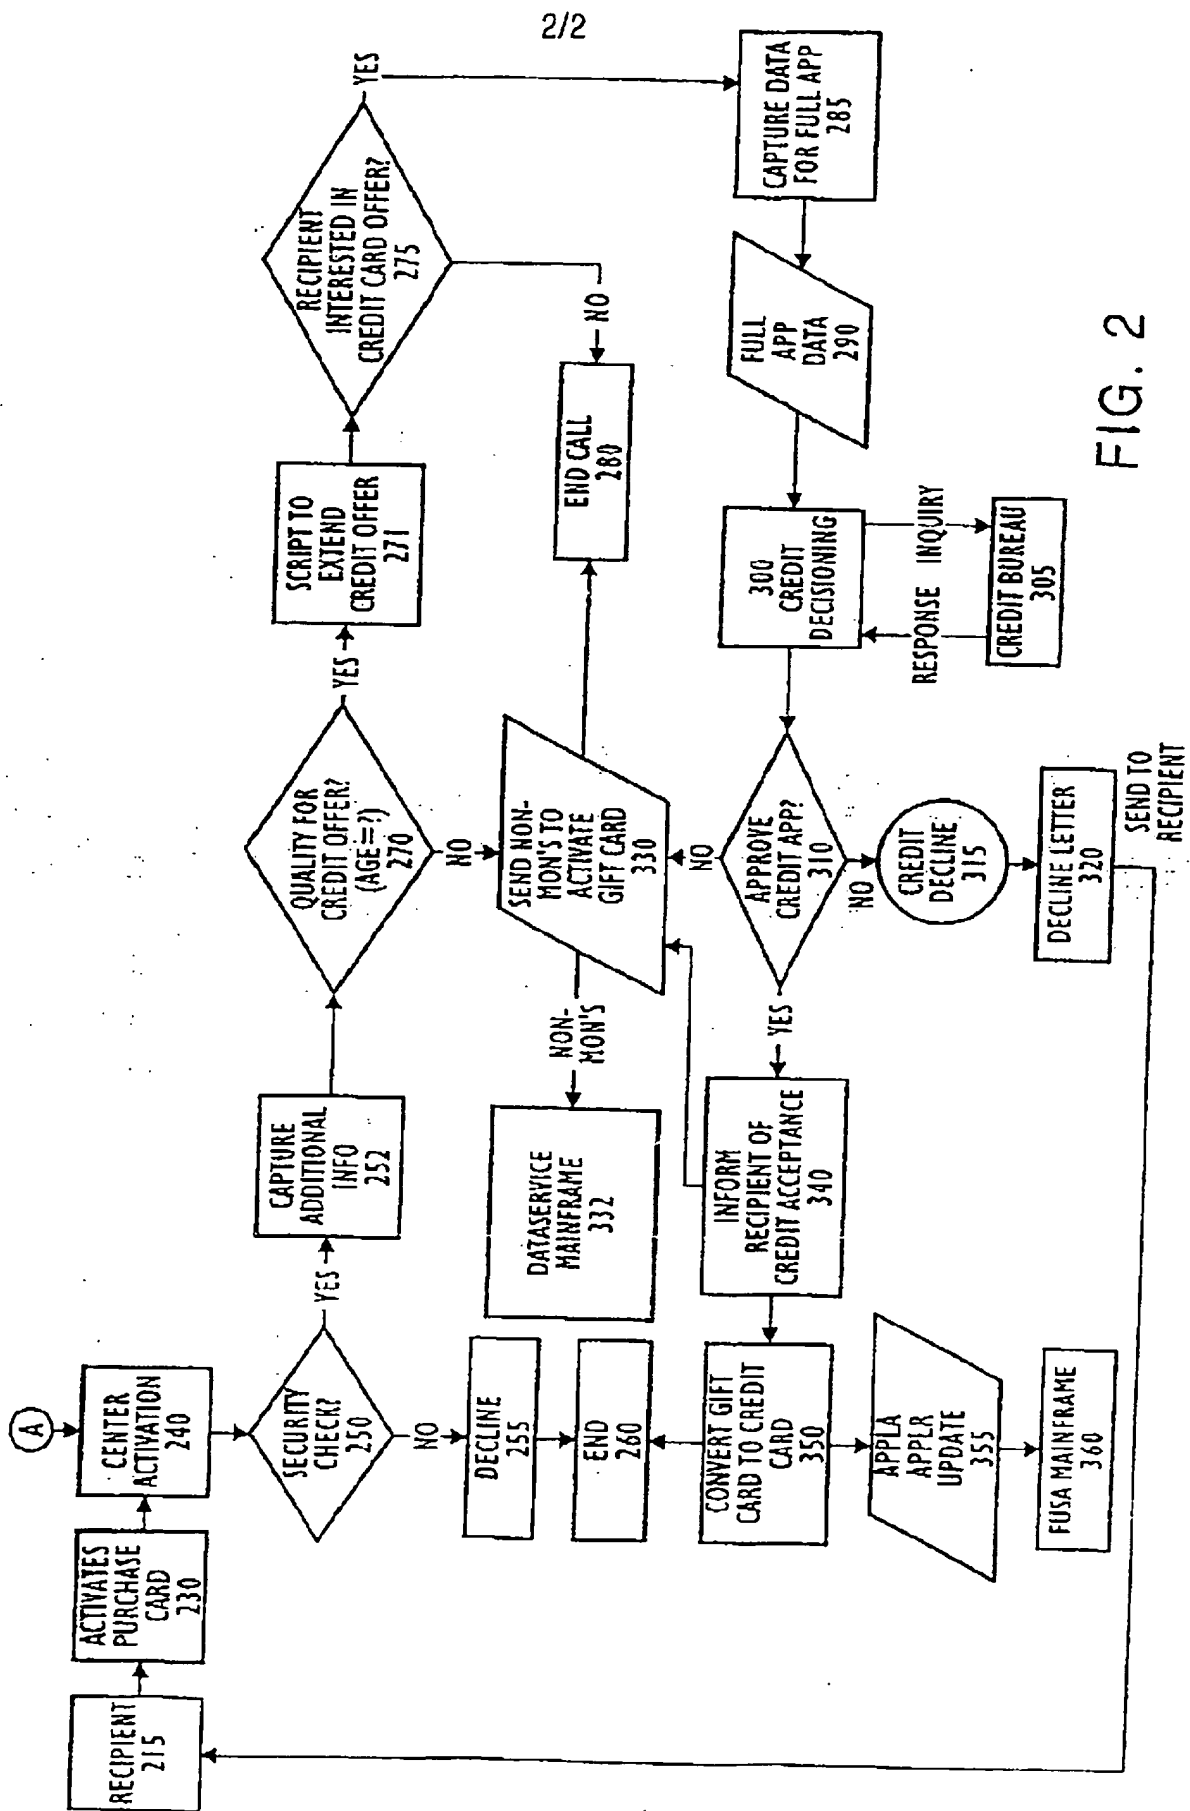 2/2
A
RECIPIENT
215
ACTIVATES
PURCHASE
CARD
230
CENTER
ACTIVATION
240
SECURITY
CHECK?
250
YES
NO
CAPTURE
ADDITIONAL
INFO
252
QUALITY FOR
CREDIT OFFER?
(AGE=?)
270
YES
NO
SCRIPT TO
EXTEND
CREDIT OFFER
271
RECIPIENT
INTERESTED IN
CREDIT CARD OFFER?
275
YES
NO
DECLINE
255
END
260
DATASERVICE
MAINFRAME
332
NON-
MON'S
SEND NON-
MON'S TO
ACTIVATE
GIFT CARD
330
END CALL
280
CAPTURE DATA
FOR FULL APP
285
FULL
APP
DATA
290
300
CREDIT
DECISIONING
INQUIRY
RESPONSE
CREDIT BUREAU
305
APPROVE
CREDIT APP?
310
NO
NO
YES
CREDIT
DECLINE
315
DECLINE LETTER
320
SEND TO
RECIPIENT
INFORM
RECIPIENT OF
CREDIT ACCEPTANCE
340
CONVERT GIFT
CARD TO CREDIT
CARD
350
APPLA
APPLR
UPDATE
355
FUSA MAINFRAME
360
FIG. 2